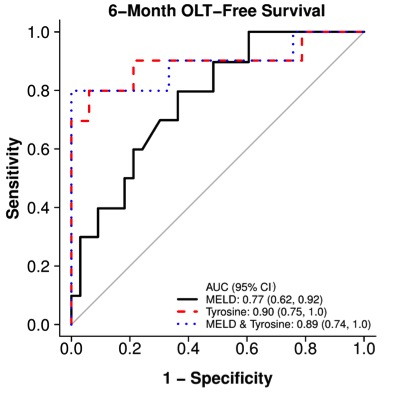 6−Month OLT−Free Survival
1.0
0.8
0.6
0.4
0.2
0.0
Sensitivity
AUC (95% CI)
MELD: 0.77 (0.62, 0.92)
Tyrosine: 0.90 (0.75, 1.0)
MELD & Tyrosine: 0.89 (0.74, 1.0)
0.0 0.2 0.4 0.6 0.8 1.0
1 − Specificity